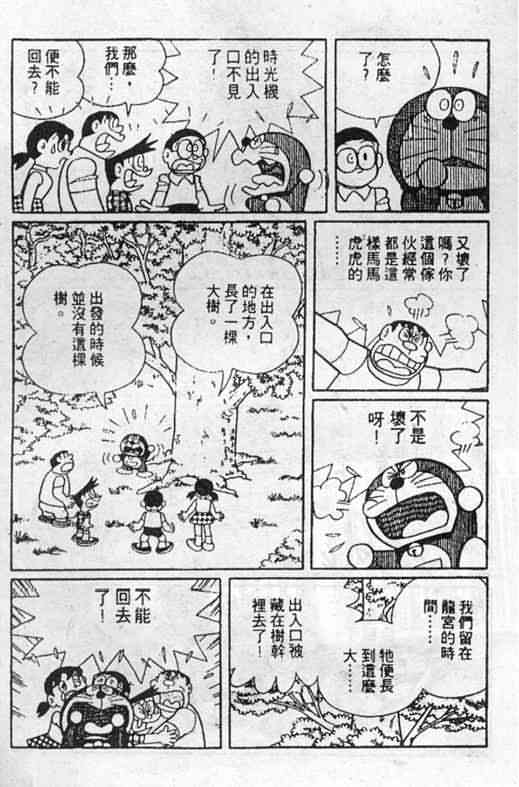 怎麼
了?
時光機
的出入
口不見
了!
那麼,
我們⋯
便不能
回去?
又壞了
嗎?你
這個傢
伙經常
都是這
樣馬馬
虎虎的
⋯⋯
不是
壞了
呀!
在出入口
的地方,
長了一棵
大樹。
出發的時候
並沒有這棵
樹。
我們留在
龍宮的時
間⋯⋯
牠便長
到這麼
大⋯⋯
出入口被
藏在樹幹
裡去了!
不能
回去
了!